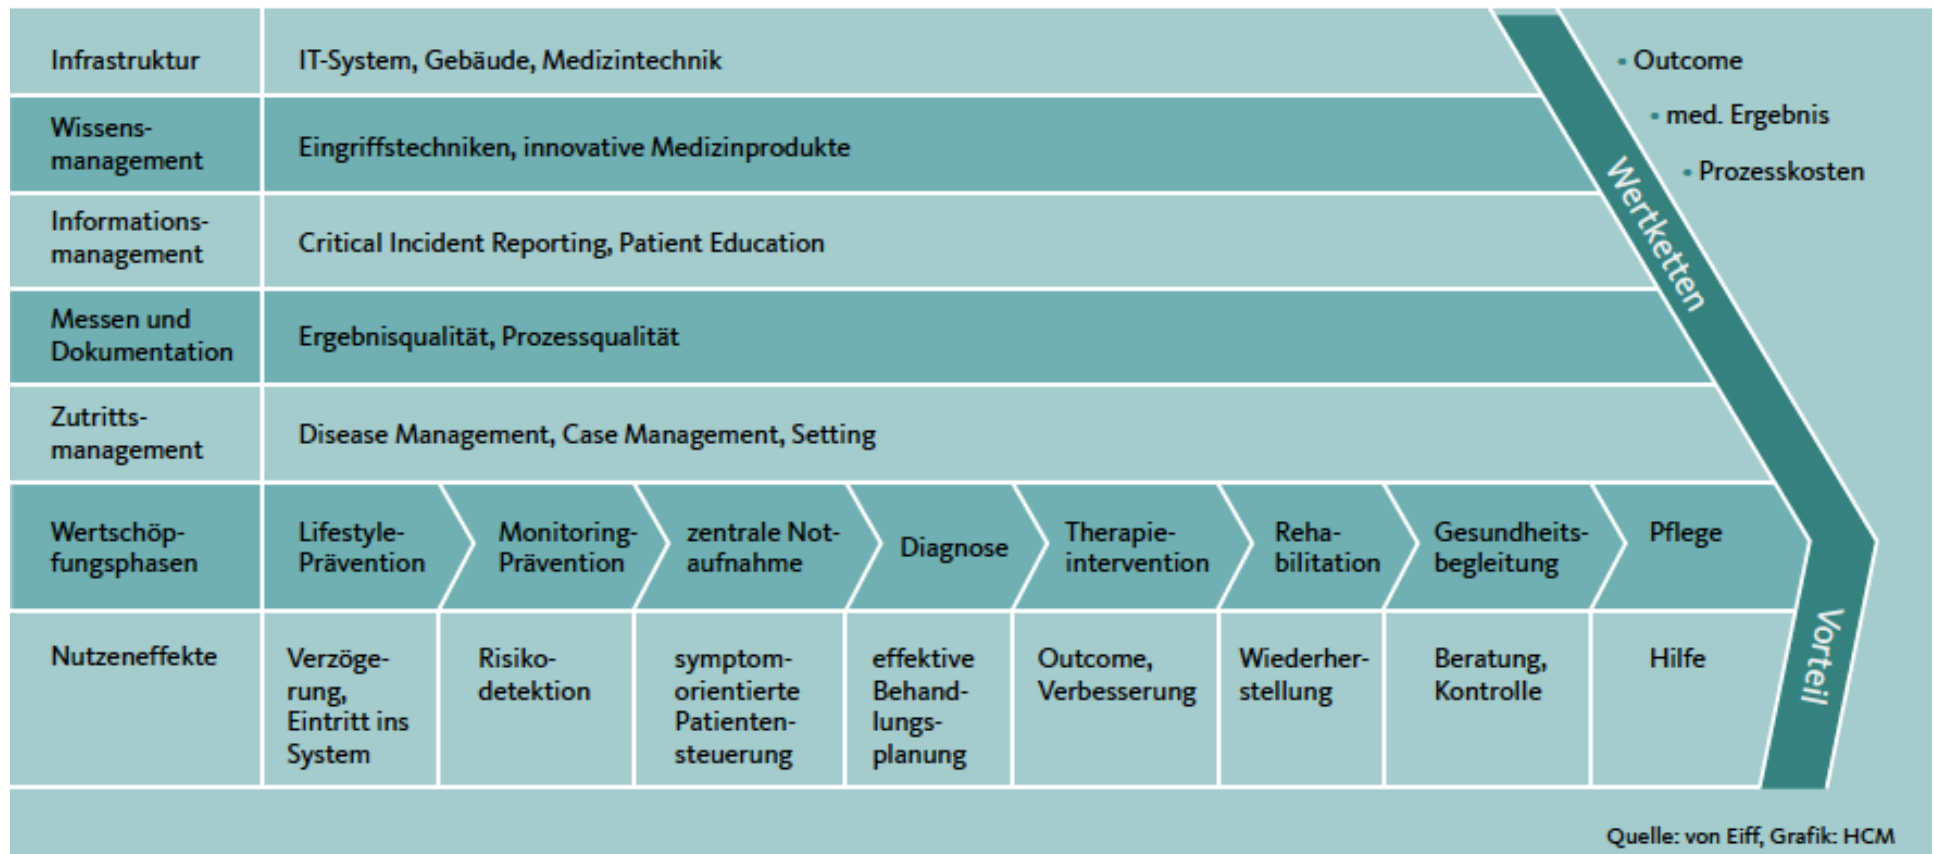 Infrastruktur
IT-System, Gebäude, Medizintechnik
Wissens-
management
Eingriffstechniken, innovative Medizinprodukte
Informations-
management
Critical Incident Reporting, Patient Education
Messen und
Dokumentation
Ergebnisqualität, Prozessqualität
Zutritts-
management
Disease Management, Case Management, Setting
Wertschöp-
fungsphasen
Lifestyle-
Prävention
Monitoring-
Prävention
zentrale Not-
aufnahme
Diagnose
Therapie-
intervention
Reha-
bilitation
Gesundheits-
begleitung
Pflege
Nutzeneffekte
Verzöge-
rung,
Eintritt ins
System
Risiko-
detektion
symptom-
orientierte
Patienten-
steuerung
effektive
Behand-
lungs-
planung
Outcome,
Verbesserung
Wiederher-
stellung
Beratung,
Kontrolle
Hilfe
Wertketten
Vorteil
• Outcome
• med. Ergebnis
• Prozesskosten
Quelle: von Eiff, Grafik: HCM